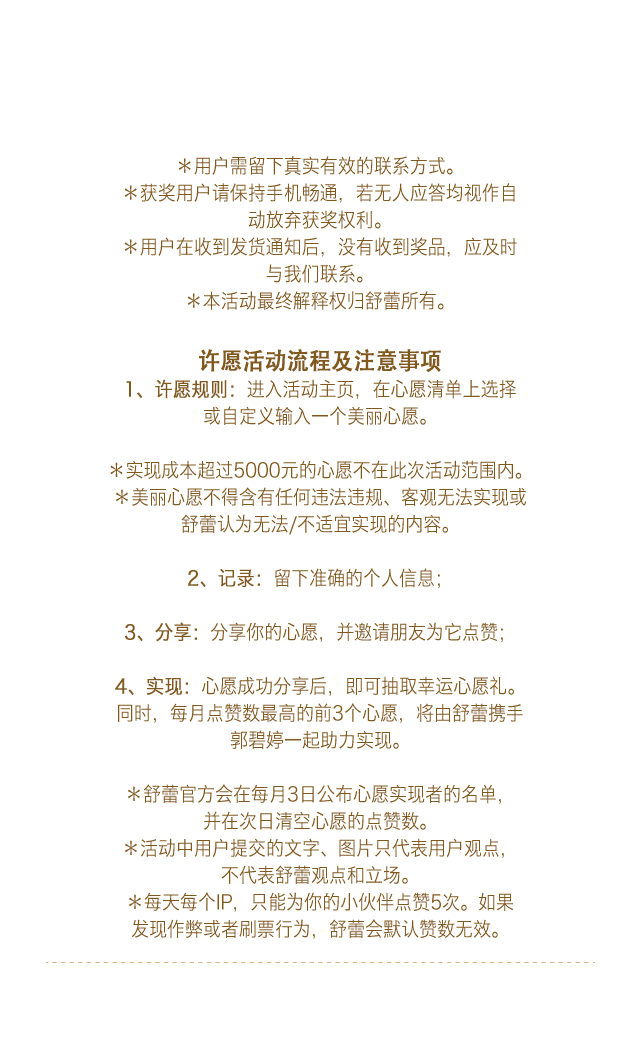 ＊用户需留下真实有效的联系方式。
＊获奖用户请保持手机畅通，若无人应答均视作自
动放弃获奖权利。
＊用户在收到发货通知后，没有收到奖品，应及时
与我们联系。
＊本活动最终解释权归舒蕾所有。
许愿活动流程及注意事项
1、许愿规则：进入活动主页，在心愿清单上选择
或自定义输入一个美丽心愿。
＊实现成本超过5000元的心愿不在此次活动范围内。
＊美丽心愿不得含有任何违法违规、客观无法实现或
舒蕾认为无法/不适宜实现的内容。
2、记录：留下准确的个人信息；
3、分享：分享你的心愿，并邀请朋友为它点赞；
4、实现：心愿成功分享后，即可抽取幸运心愿礼。
同时，每月点赞数最高的前3个心愿，将由舒蕾携手
郭碧婷一起助力实现。
＊舒蕾官方会在每月3日公布心愿实现者的名单，
并在次日清空心愿的点赞数。
＊活动中用户提交的文字、图片只代表用户观点，
不代表舒蕾观点和立场。
＊每天每个IP，只能为你的小伙伴点赞5次。如果
发现作弊或者刷票行为，舒蕾会默认赞数无效。